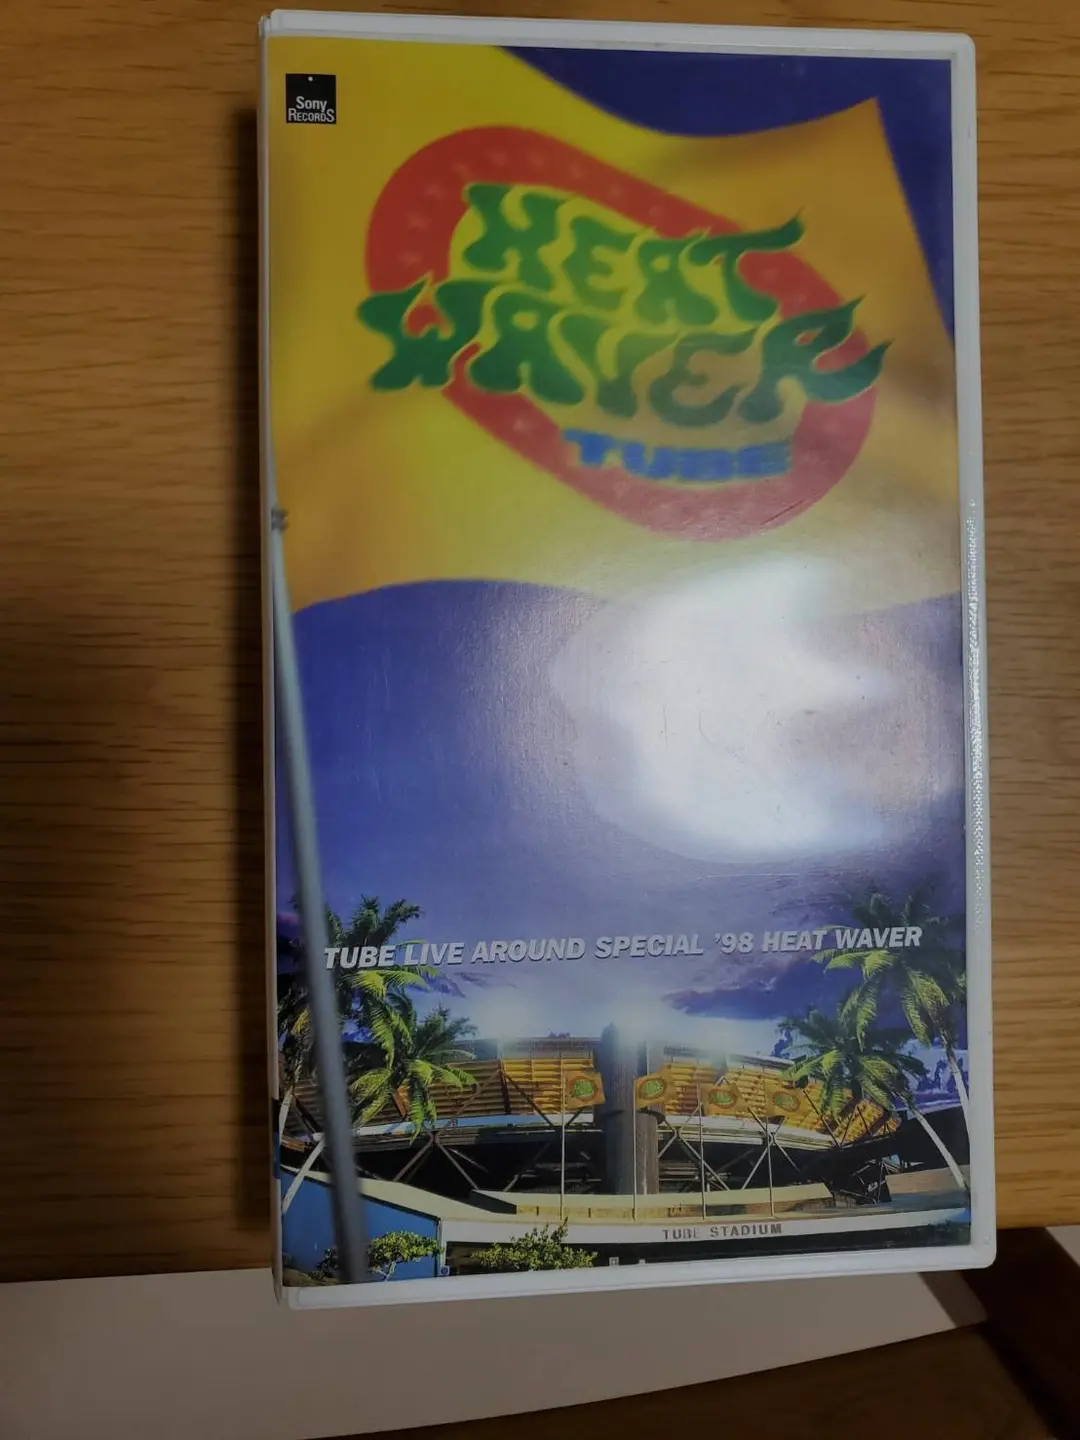 Sony
RECORDS
HEAT
WAVER
TUBE
TUBE LIVE AROUND SPECIAL '98 HEAT WAVER
TUBE STADIUM